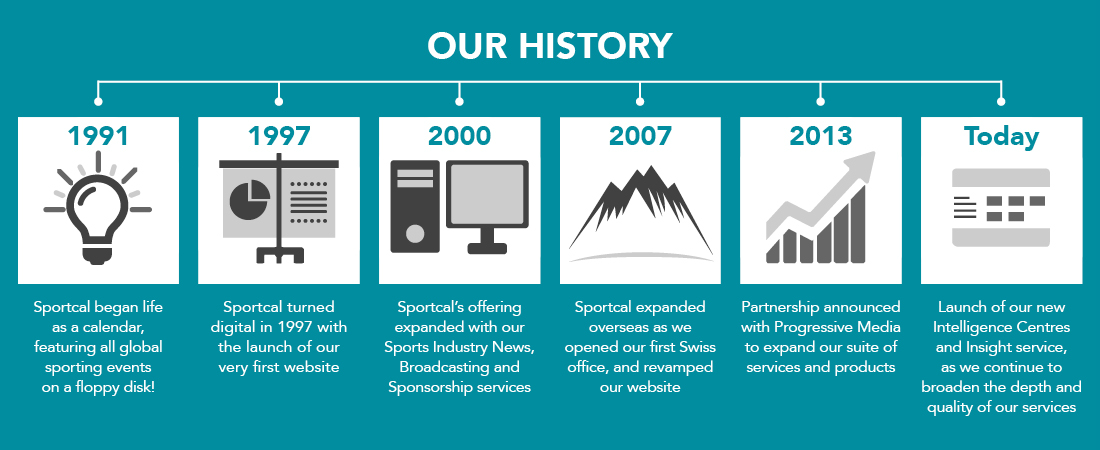 OUR HISTORY
1991
Sportcal began life
as a calendar,
featuring all global
sporting events
on a floppy disk!
1997
Sportcal turned
digital in 1997 with
the launch of our
very first website
2000
Sportcal's offering
expanded with our
Sports Industry News,
Broadcasting and
Sponsorship services
2007
Sportcal expanded
overseas as we
opened our first Swiss
office, and revamped
our website
2013
Partnership announced
with Progressive Media
to expand our suite of
services and products
Today
Launch of our new
Intelligence Centres
and Insight service,
as we continue to
broaden the depth and
quality of our services